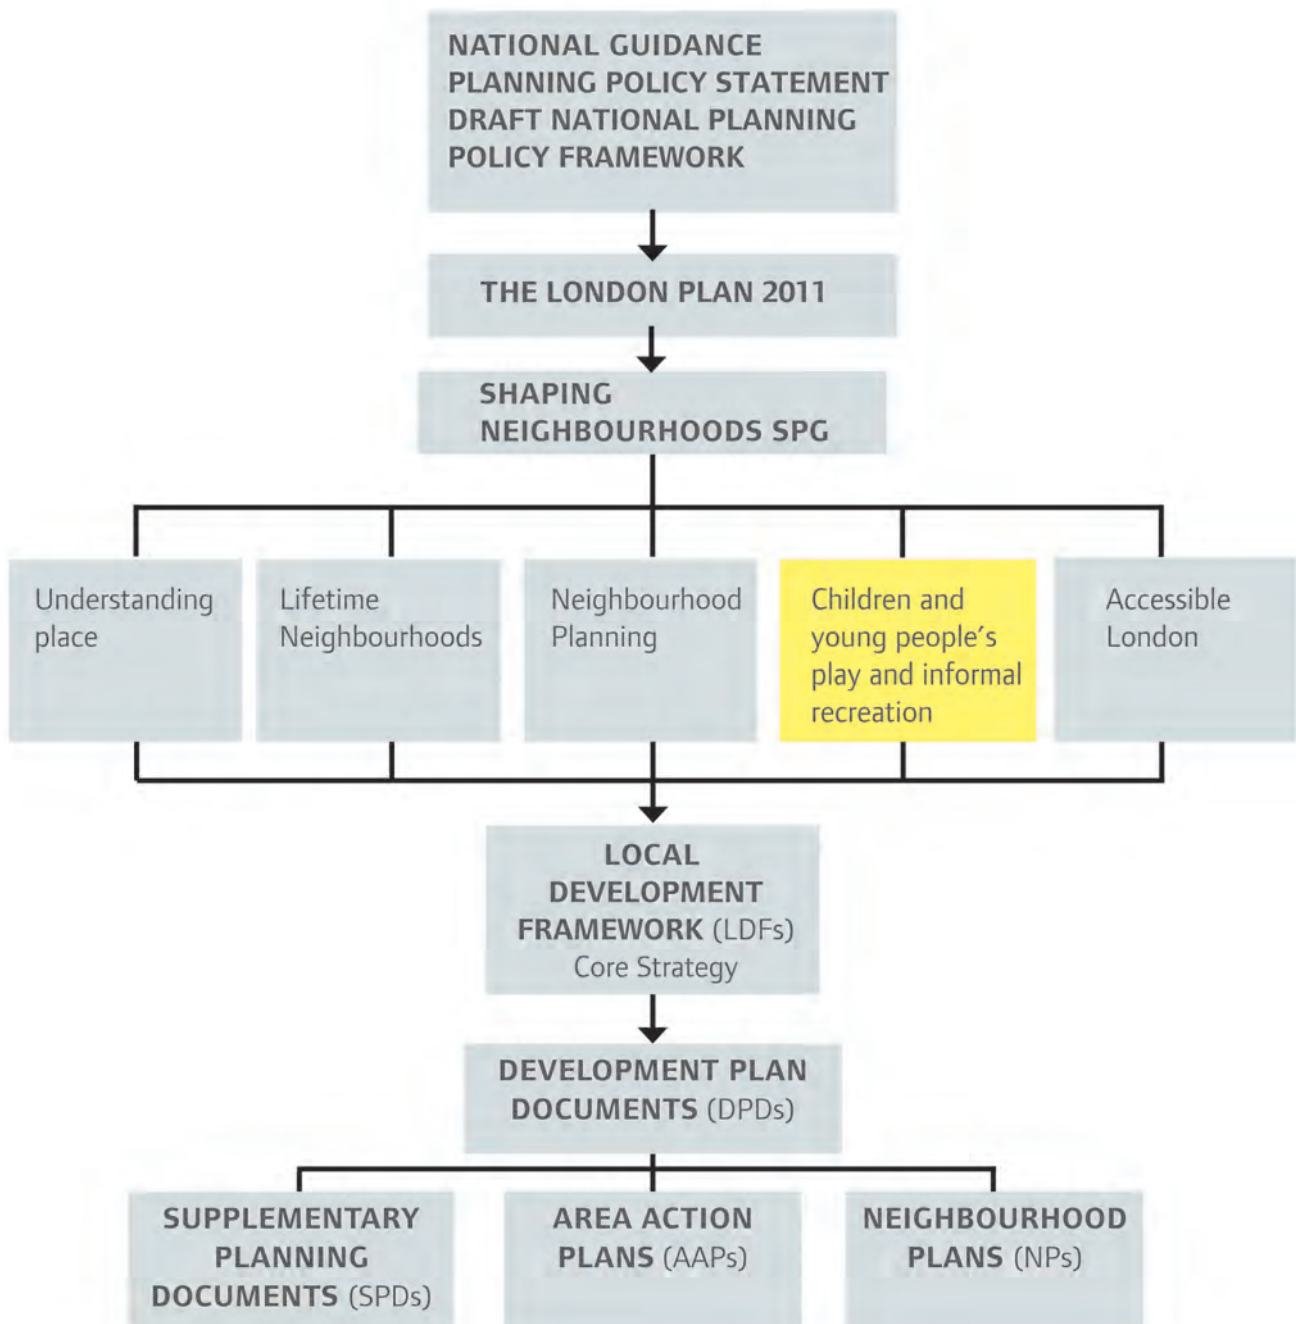 NATIONAL GUIDANCE
PLANNING POLICY STATEMENT
DRAFT NATIONAL PLANNING
POLICY FRAMEWORK
THE LONDON PLAN 2011
SHAPING
NEIGHBOURHOODS SPG
Understanding
place
Lifetime
Neighbourhoods
Neighbourhood
Planning
Children and
young people's
play and informal
recreation
Accessible
London
LOCAL
DEVELOPMENT
FRAMEWORK (LDFs)
Core Strategy
DEVELOPMENT PLAN
DOCUMENTS (DPDs)
SUPPLEMENTARY
PLANNING
DOCUMENTS (SPDs)
AREA ACTION
PLANS (AAPs)
NEIGHBOURHOOD
PLANS (NPs)